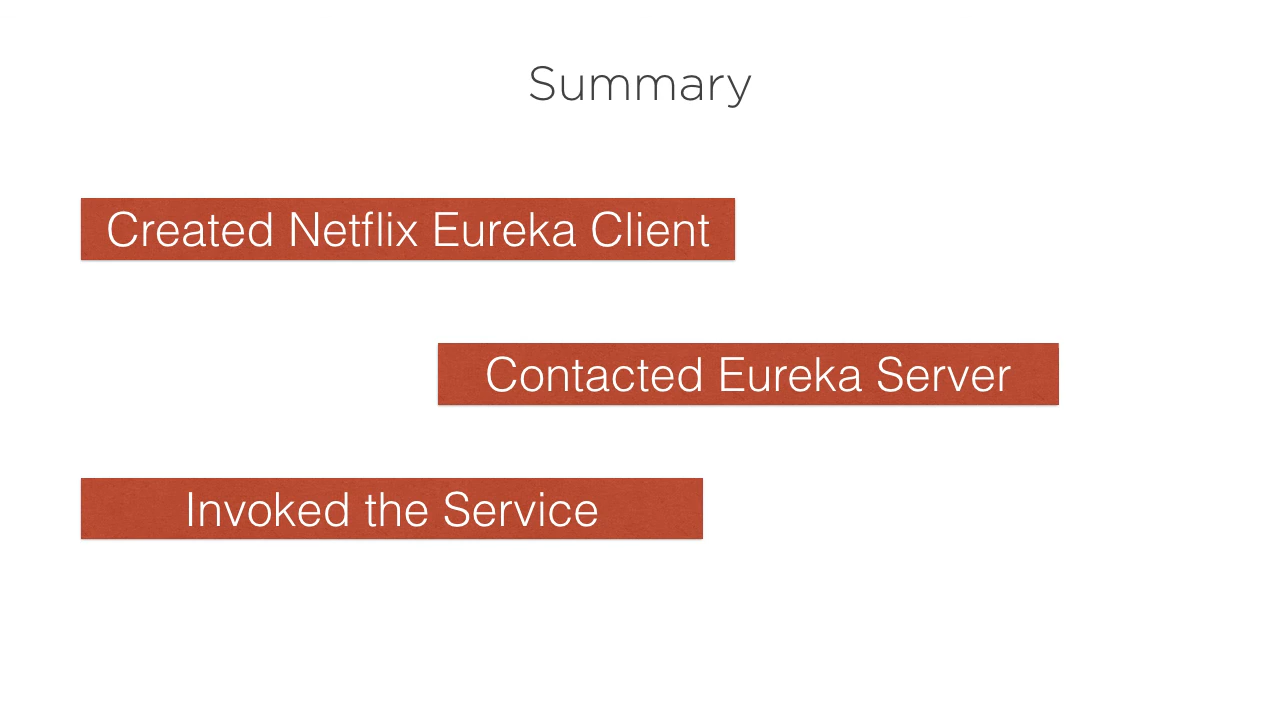 Summary
Created Netflix Eureka Client
Contacted Eureka Server
Invoked the Service